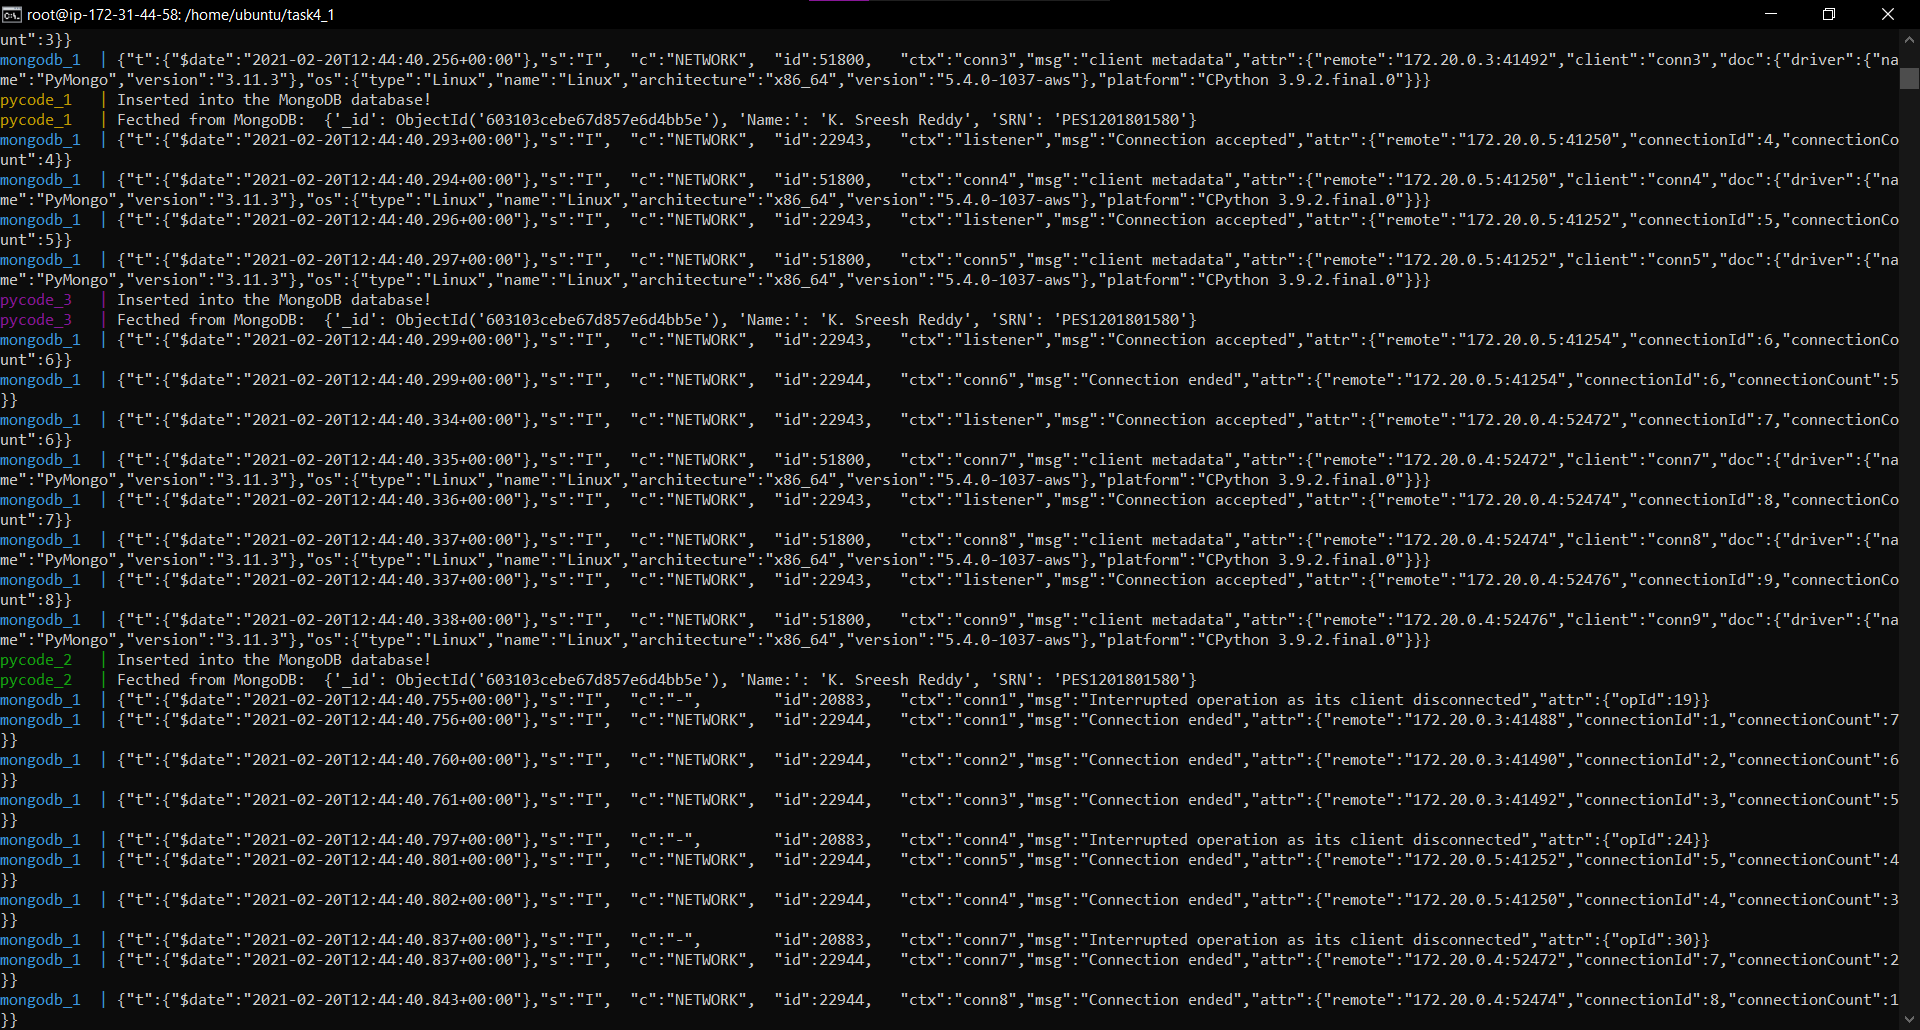 root@ip-172-31-44-58: /home/ubuntu/task4_1
unt":3}}
mongodb_1  | {"t":{"$date":"2021-02-20T12:44:40.256+00:00"},"s":"I",  "c":"NETWORK",  "id":51800,   "ctx":"conn3","msg":"client metadata","attr":{"remote":"172.20.0.3:41492","client":"conn3","doc":{"driver":{"na
me":"PyMongo","version":"3.11.3"},"os":{"type":"Linux","name":"Linux","architecture":"x86_64","version":"5.4.0-1037-aws"},"platform":"CPython 3.9.2.final.0"}}}
pycode_1   | Inserted into the MongoDB database!
pycode_1   | Fecthed from MongoDB:  {'_id': ObjectId('603103cebe67d857e6d4bb5e'), 'Name:': 'K. Sreesh Reddy', 'SRN': 'PES1201801580'}
mongodb_1  | {"t":{"$date":"2021-02-20T12:44:40.293+00:00"},"s":"I",  "c":"NETWORK",  "id":22943,   "ctx":"listener","msg":"Connection accepted","attr":{"remote":"172.20.0.5:41250","connectionId":4,"connectionCo
unt":4}}
mongodb_1  | {"t":{"$date":"2021-02-20T12:44:40.294+00:00"},"s":"I",  "c":"NETWORK",  "id":51800,   "ctx":"conn4","msg":"client metadata","attr":{"remote":"172.20.0.5:41250","client":"conn4","doc":{"driver":{"na
me":"PyMongo","version":"3.11.3"},"os":{"type":"Linux","name":"Linux","architecture":"x86_64","version":"5.4.0-1037-aws"},"platform":"CPython 3.9.2.final.0"}}}
mongodb_1  | {"t":{"$date":"2021-02-20T12:44:40.296+00:00"},"s":"I",  "c":"NETWORK",  "id":22943,   "ctx":"listener","msg":"Connection accepted","attr":{"remote":"172.20.0.5:41252","connectionId":5,"connectionCo
unt":5}}
mongodb_1  | {"t":{"$date":"2021-02-20T12:44:40.297+00:00"},"s":"I",  "c":"NETWORK",  "id":51800,   "ctx":"conn5","msg":"client metadata","attr":{"remote":"172.20.0.5:41252","client":"conn5","doc":{"driver":{"na
me":"PyMongo","version":"3.11.3"},"os":{"type":"Linux","name":"Linux","architecture":"x86_64","version":"5.4.0-1037-aws"},"platform":"CPython 3.9.2.final.0"}}}
pycode_3   | Inserted into the MongoDB database!
pycode_3   | Fecthed from MongoDB:  {'_id': ObjectId('603103cebe67d857e6d4bb5e'), 'Name:': 'K. Sreesh Reddy', 'SRN': 'PES1201801580'}
mongodb_1  | {"t":{"$date":"2021-02-20T12:44:40.299+00:00"},"s":"I",  "c":"NETWORK",  "id":22943,   "ctx":"listener","msg":"Connection accepted","attr":{"remote":"172.20.0.5:41254","connectionId":6,"connectionCo
unt":6}}
mongodb_1  | {"t":{"$date":"2021-02-20T12:44:40.299+00:00"},"s":"I",  "c":"NETWORK",  "id":22944,   "ctx":"conn6","msg":"Connection ended","attr":{"remote":"172.20.0.5:41254","connectionId":6,"connectionCount":5
}}
mongodb_1  | {"t":{"$date":"2021-02-20T12:44:40.334+00:00"},"s":"I",  "c":"NETWORK",  "id":22943,   "ctx":"listener","msg":"Connection accepted","attr":{"remote":"172.20.0.4:52472","connectionId":7,"connectionCo
unt":6}}
mongodb_1  | {"t":{"$date":"2021-02-20T12:44:40.335+00:00"},"s":"I",  "c":"NETWORK",  "id":51800,   "ctx":"conn7","msg":"client metadata","attr":{"remote":"172.20.0.4:52472","client":"conn7","doc":{"driver":{"na
me":"PyMongo","version":"3.11.3"},"os":{"type":"Linux","name":"Linux","architecture":"x86_64","version":"5.4.0-1037-aws"},"platform":"CPython 3.9.2.final.0"}}}
mongodb_1  | {"t":{"$date":"2021-02-20T12:44:40.336+00:00"},"s":"I",  "c":"NETWORK",  "id":22943,   "ctx":"listener","msg":"Connection accepted","attr":{"remote":"172.20.0.4:52474","connectionId":8,"connectionCo
unt":7}}
mongodb_1  | {"t":{"$date":"2021-02-20T12:44:40.337+00:00"},"s":"I",  "c":"NETWORK",  "id":51800,   "ctx":"conn8","msg":"client metadata","attr":{"remote":"172.20.0.4:52474","client":"conn8","doc":{"driver":{"na
me":"PyMongo","version":"3.11.3"},"os":{"type":"Linux","name":"Linux","architecture":"x86_64","version":"5.4.0-1037-aws"},"platform":"CPython 3.9.2.final.0"}}}
mongodb_1  | {"t":{"$date":"2021-02-20T12:44:40.337+00:00"},"s":"I",  "c":"NETWORK",  "id":22943,   "ctx":"listener","msg":"Connection accepted","attr":{"remote":"172.20.0.4:52476","connectionId":9,"connectionCo
unt":8}}
mongodb_1  | {"t":{"$date":"2021-02-20T12:44:40.338+00:00"},"s":"I",  "c":"NETWORK",  "id":51800,   "ctx":"conn9","msg":"client metadata","attr":{"remote":"172.20.0.4:52476","client":"conn9","doc":{"driver":{"na
me":"PyMongo","version":"3.11.3"},"os":{"type":"Linux","name":"Linux","architecture":"x86_64","version":"5.4.0-1037-aws"},"platform":"CPython 3.9.2.final.0"}}}
pycode_2   | Inserted into the MongoDB database!
pycode_2   | Fecthed from MongoDB:  {'_id': ObjectId('603103cebe67d857e6d4bb5e'), 'Name:': 'K. Sreesh Reddy', 'SRN': 'PES1201801580'}
mongodb_1  | {"t":{"$date":"2021-02-20T12:44:40.755+00:00"},"s":"I",  "c":"-",        "id":20883,   "ctx":"conn1","msg":"Interrupted operation as its client disconnected","attr":{"opId":19}}
mongodb_1  | {"t":{"$date":"2021-02-20T12:44:40.756+00:00"},"s":"I",  "c":"NETWORK",  "id":22944,   "ctx":"conn1","msg":"Connection ended","attr":{"remote":"172.20.0.3:41488","connectionId":1,"connectionCount":7
}}
mongodb_1  | {"t":{"$date":"2021-02-20T12:44:40.760+00:00"},"s":"I",  "c":"NETWORK",  "id":22944,   "ctx":"conn2","msg":"Connection ended","attr":{"remote":"172.20.0.3:41490","connectionId":2,"connectionCount":6
}}
mongodb_1  | {"t":{"$date":"2021-02-20T12:44:40.761+00:00"},"s":"I",  "c":"NETWORK",  "id":22944,   "ctx":"conn3","msg":"Connection ended","attr":{"remote":"172.20.0.3:41492","connectionId":3,"connectionCount":5
}}
mongodb_1  | {"t":{"$date":"2021-02-20T12:44:40.797+00:00"},"s":"I",  "c":"-",        "id":20883,   "ctx":"conn4","msg":"Interrupted operation as its client disconnected","attr":{"opId":24}}
mongodb_1  | {"t":{"$date":"2021-02-20T12:44:40.801+00:00"},"s":"I",  "c":"NETWORK",  "id":22944,   "ctx":"conn5","msg":"Connection ended","attr":{"remote":"172.20.0.5:41252","connectionId":5,"connectionCount":4
}}
mongodb_1  | {"t":{"$date":"2021-02-20T12:44:40.802+00:00"},"s":"I",  "c":"NETWORK",  "id":22944,   "ctx":"conn4","msg":"Connection ended","attr":{"remote":"172.20.0.5:41250","connectionId":4,"connectionCount":3
}}
mongodb_1  | {"t":{"$date":"2021-02-20T12:44:40.837+00:00"},"s":"I",  "c":"-",        "id":20883,   "ctx":"conn7","msg":"Interrupted operation as its client disconnected","attr":{"opId":30}}
mongodb_1  | {"t":{"$date":"2021-02-20T12:44:40.837+00:00"},"s":"I",  "c":"NETWORK",  "id":22944,   "ctx":"conn7","msg":"Connection ended","attr":{"remote":"172.20.0.4:52472","connectionId":7,"connectionCount":2
}}
mongodb_1  | {"t":{"$date":"2021-02-20T12:44:40.843+00:00"},"s":"I",  "c":"NETWORK",  "id":22944,   "ctx":"conn8","msg":"Connection ended","attr":{"remote":"172.20.0.4:52474","connectionId":8,"connectionCount":1
}}